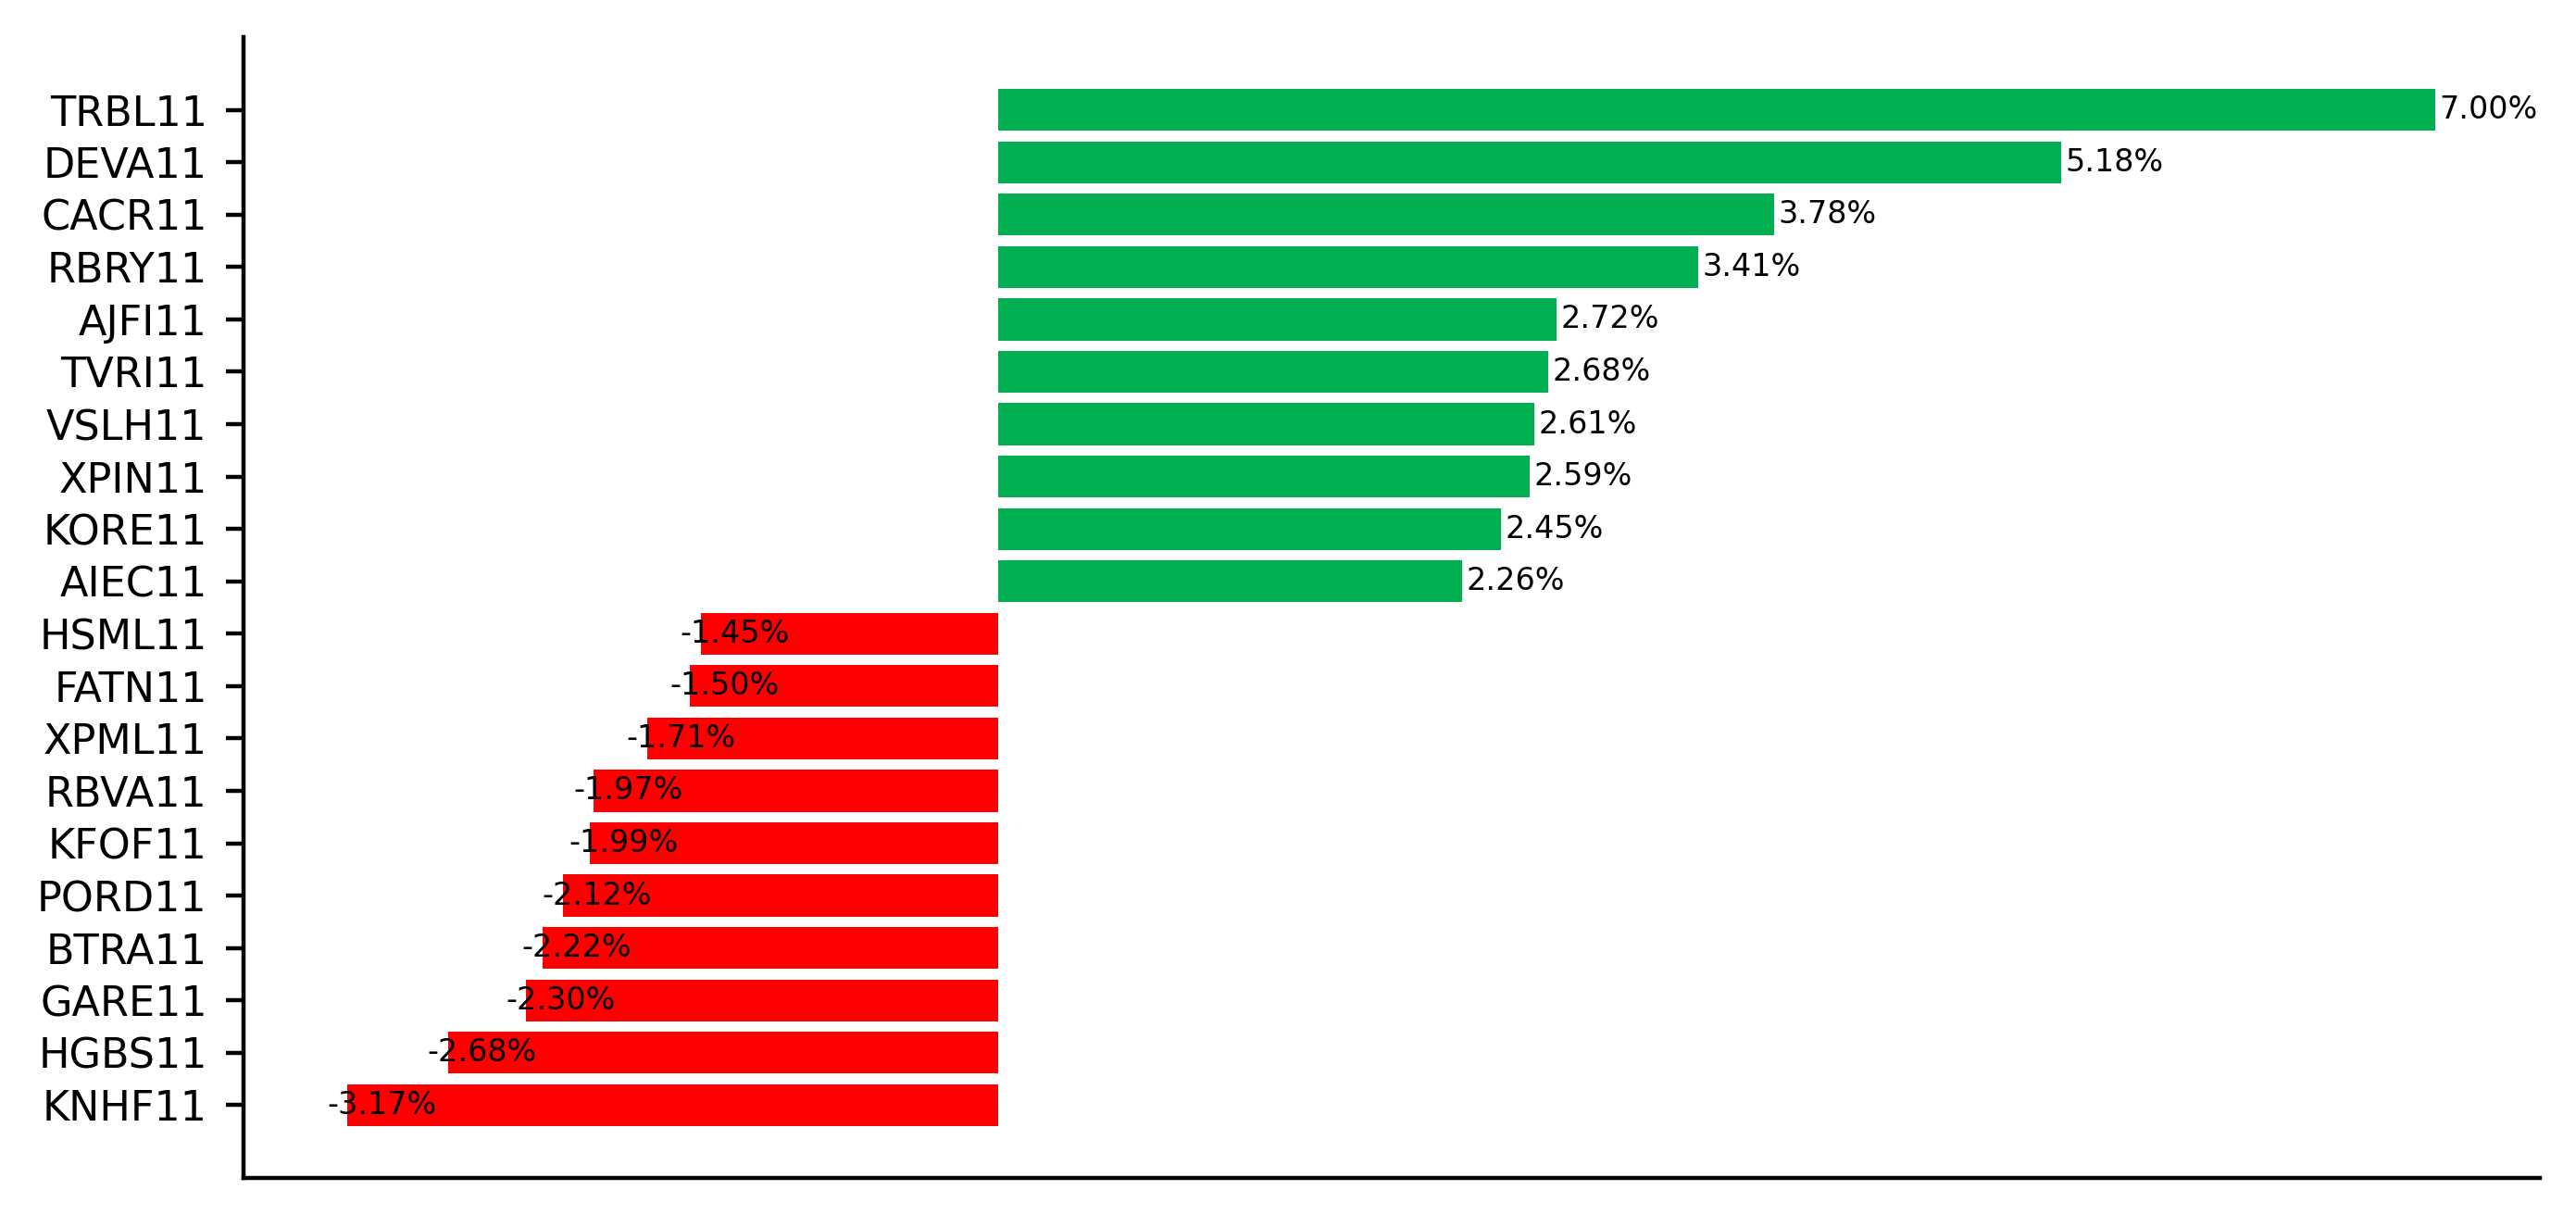 TRBL11 7.00%
DEVA11 5.18%
CACR11 3.78%
RBRY11 3.41%
AJFI11 2.72%
TVRI11 2.68%
VSLH11 2.61%
XPIN11 2.59%
KORE11 2.45%
AIEC11 2.26%
HSML11 -1.45%
FATN11 -1.50%
XPML11 -1.71%
RBVA11 -1.97%
KFOF11 -1.99%
PORD11 -2.12%
BTRA11 -2.22%
GARE11 -2.30%
HGBS11 -2.68%
KNHF11 -3.17%